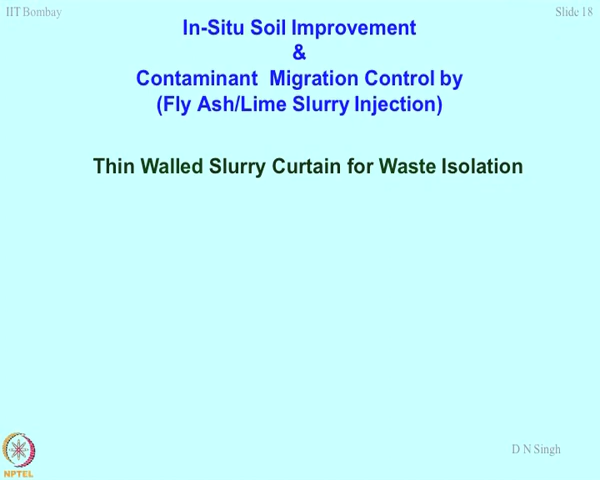 IIT Bombay
Slide 18
In-Situ Soil Improvement
&
Contaminant Migration Control by
(Fly Ash/Lime Slurry Injection)
Thin Walled Slurry Curtain for Waste Isolation
D N Singh
NPTEL